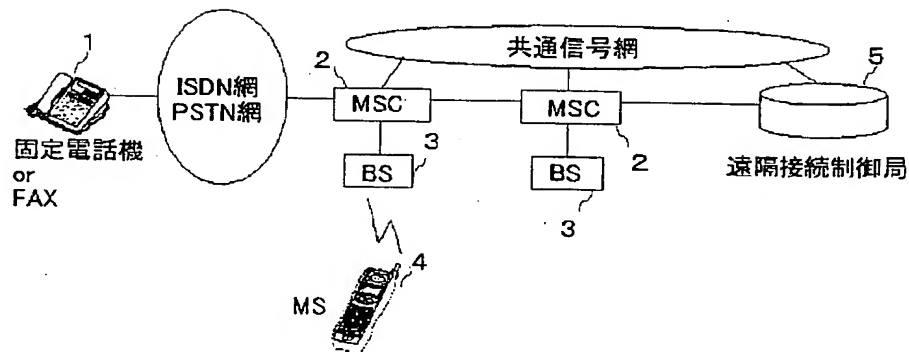 1
固定電話機
or
FAX
ISDN網
PSTN網
2
MSC
3
BS
共通信号網
MSC
2
BS
3
5
遠隔接続制御局
MS
4